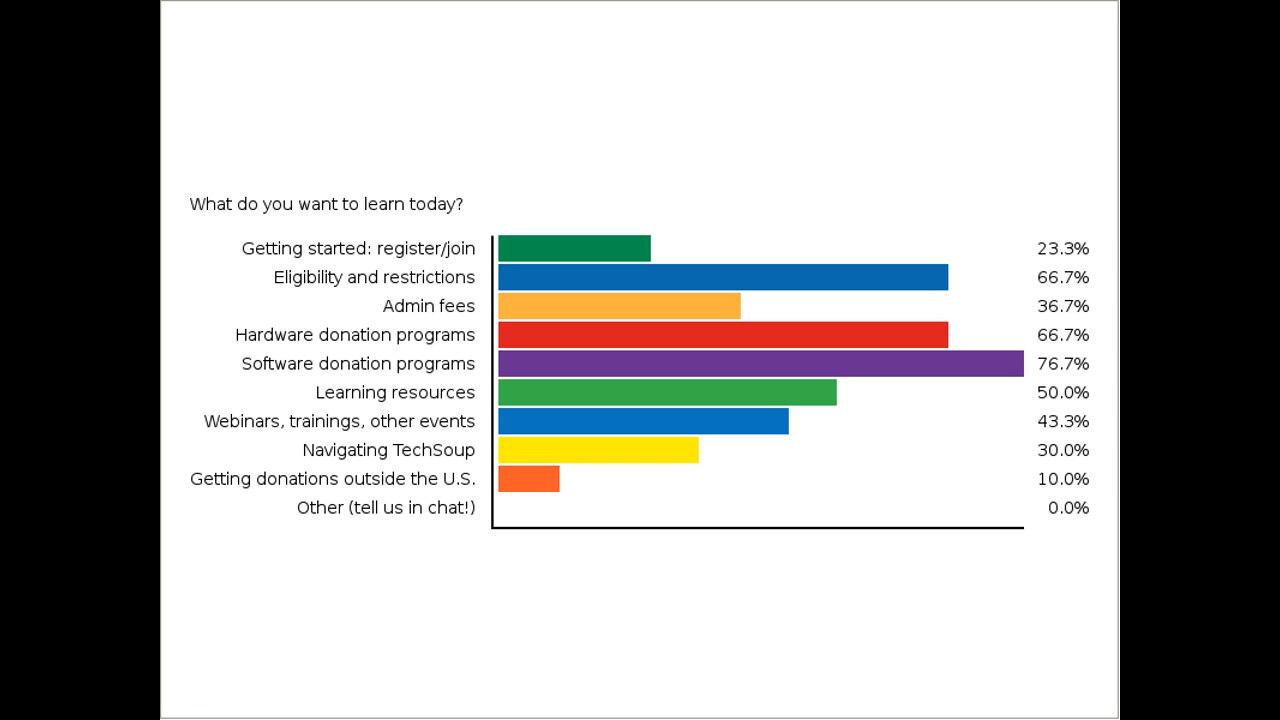 What do you want to learn today?
Getting started: register/join 23.3%
Eligibility and restrictions 66.7%
Admin fees 36.7%
Hardware donation programs 66.7%
Software donation programs 76.7%
Learning resources 50.0%
Webinars, trainings, other events 43.3%
Navigating TechSoup 30.0%
Getting donations outside the U.S. 10.0%
Other (tell us in chat!) 0.0%